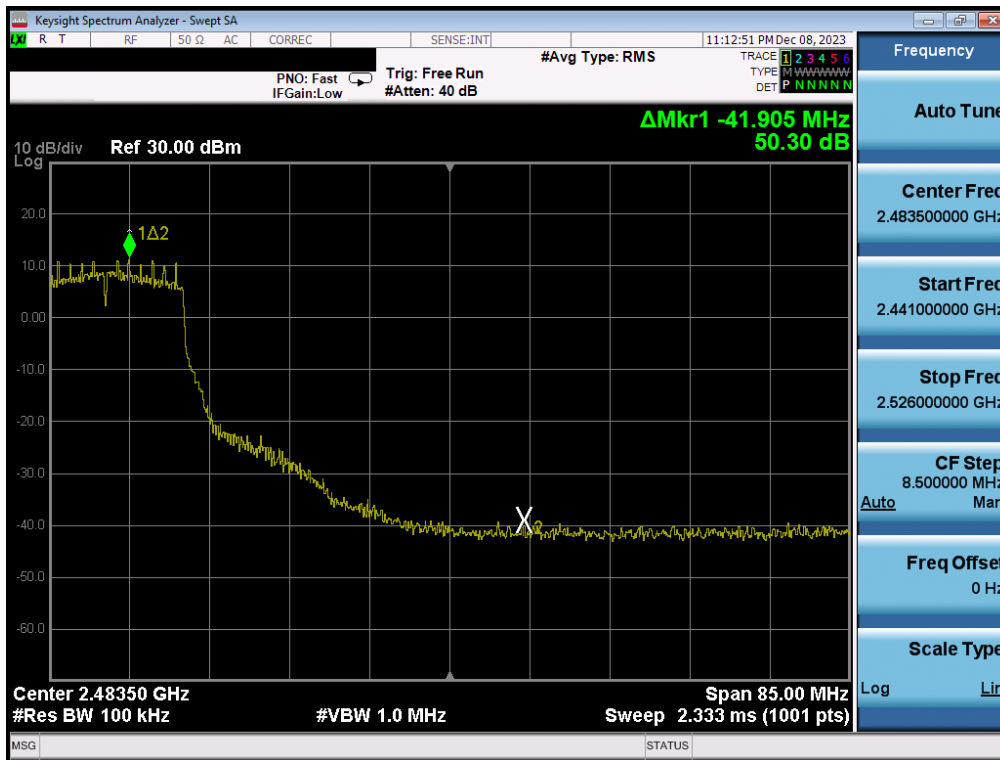 Keysight Spectrum Analyzer - Swept SA
LXI R T RF 50 Ω AC CORREC SENSE:INT 11:12:51 PM Dec 08, 2023
PNO: Fast
IFGain:Low
Trig: Free Run
#Atten: 40 dB
#Avg Type: RMS
TRACE 1 2 3 4 5 6
TYPE M WWWWW
DET P N N N N N
ΔMkr1 -41.905 MHz
50.30 dB
10 dB/div Ref 30.00 dBm
Log
20.0
1Δ2
10.0
0.00
-10.0
-20.0
-30.0
-40.0
X2
-50.0
-60.0
Center 2.48350 GHz Span 85.00 MHz
#Res BW 100 kHz #VBW 1.0 MHz Sweep 2.333 ms (1001 pts)
MSG STATUS
Frequency
Auto Tune
Center Freq
2.483500000 GHz
Start Freq
2.441000000 GHz
Stop Freq
2.526000000 GHz
CF Step
8.500000 MHz
Auto Man
Freq Offset
0 Hz
Scale Type
Log Lin